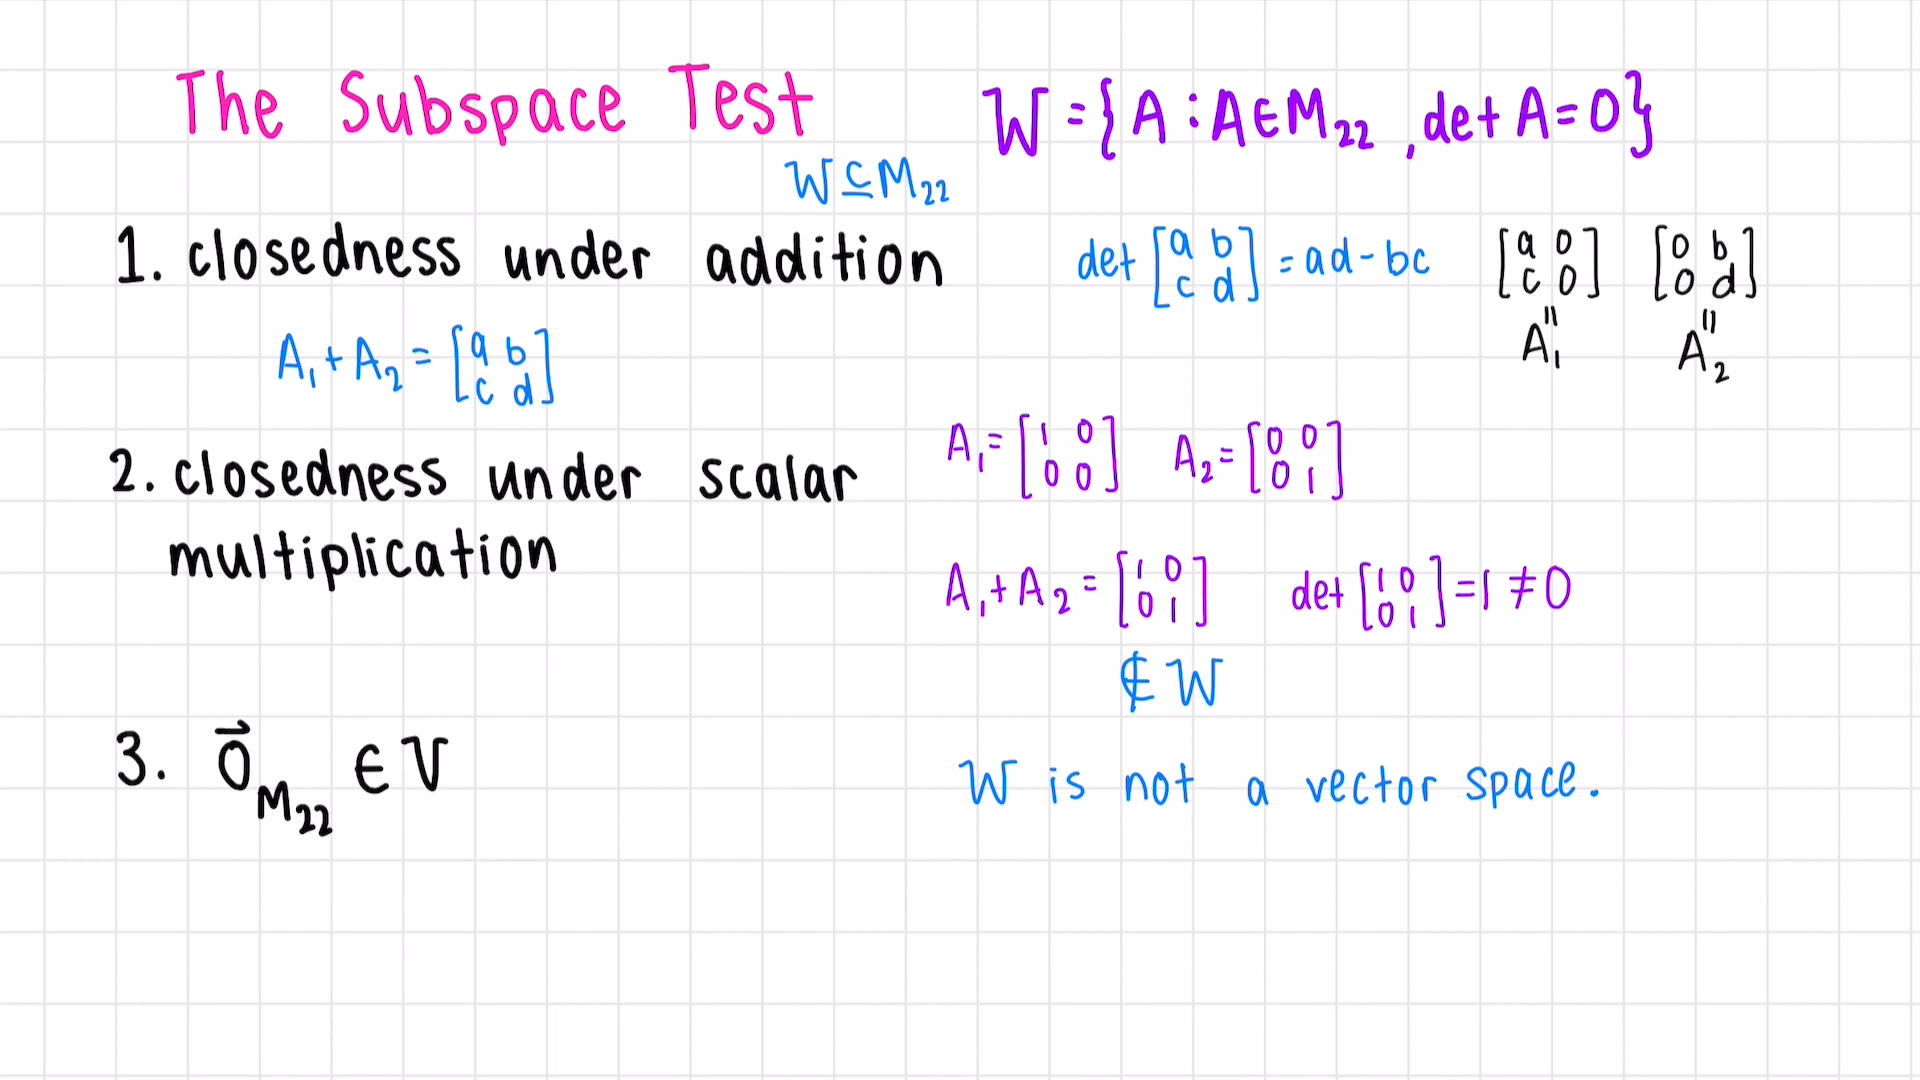 The Subspace Test
W = {A : A ∈ M₂₂, det A = 0}
W ⊆ M₂₂
1. closedness under addition
A₁ + A₂ = [a b; c d]
2. closedness under scalar
multiplication
3. 0⃗_M₂₂ ∈ V
det [a b; c d] = ad - bc
[a 0; c 0] [0 b; 0 d]
" "
A₁ A₂
A₁ = [1 0; 0 0] A₂ = [0 0; 0 1]
A₁ + A₂ = [1 0; 0 1] det [1 0; 0 1] = 1 ≠ 0
∉ W
W is not a vector space.